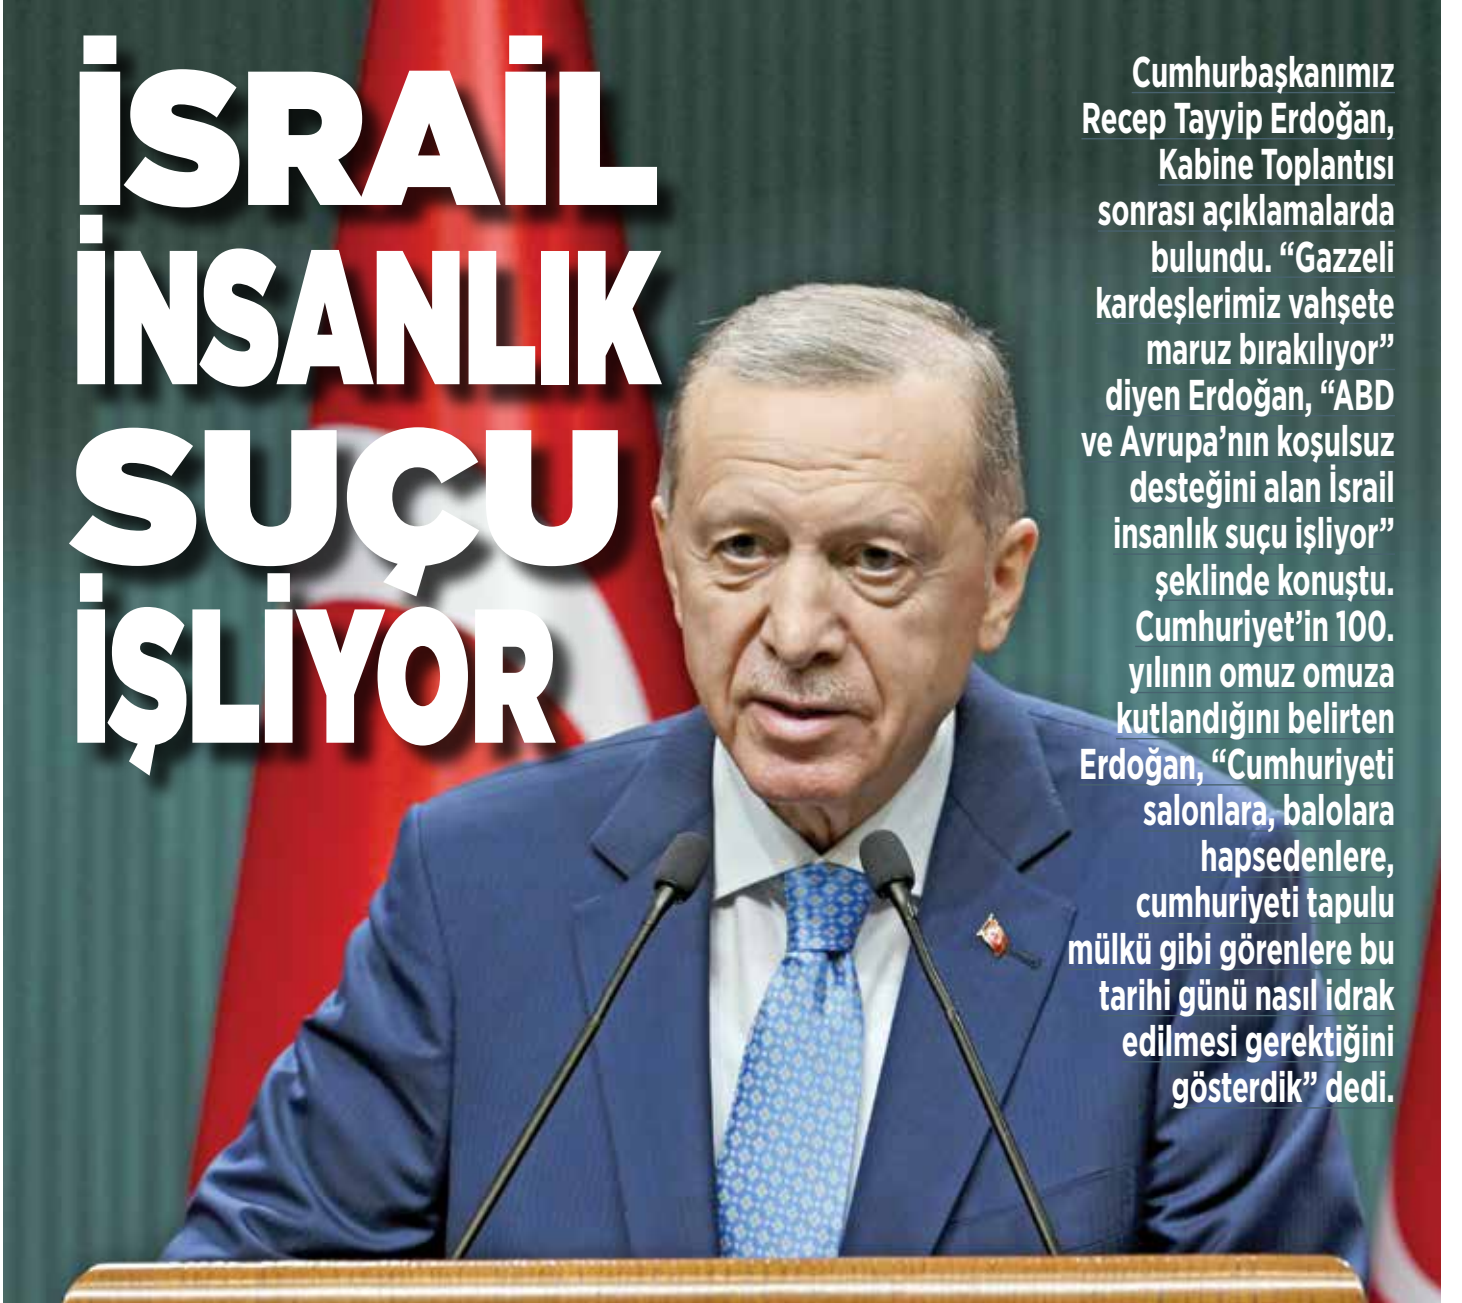 İSRAİL
İNSANLIK
SUÇU
İŞLİYOR
Cumhurbaşkanımız
Recep Tayyip Erdoğan,
Kabine Toplantısı
sonrası açıklamalarda
bulundu. “Gazzeli
kardeşlerimiz vahşete
maruz bırakılıyor”
diyen Erdoğan, “ABD
ve Avrupa’nın koşulsuz
desteğini alan İsrail
insanlık suçu işliyor”
şeklinde konuştu.
Cumhuriyet’in 100.
yılının omuz omuza
kutlandığını belirten
Erdoğan, “Cumhuriyeti
salonlara, balolara
hapsedenlere,
cumhuriyeti tapulu
mülkü gibi görenlere bu
tarihi günü nasıl idrak
edilmesi gerektiğini
gösterdik” dedi.